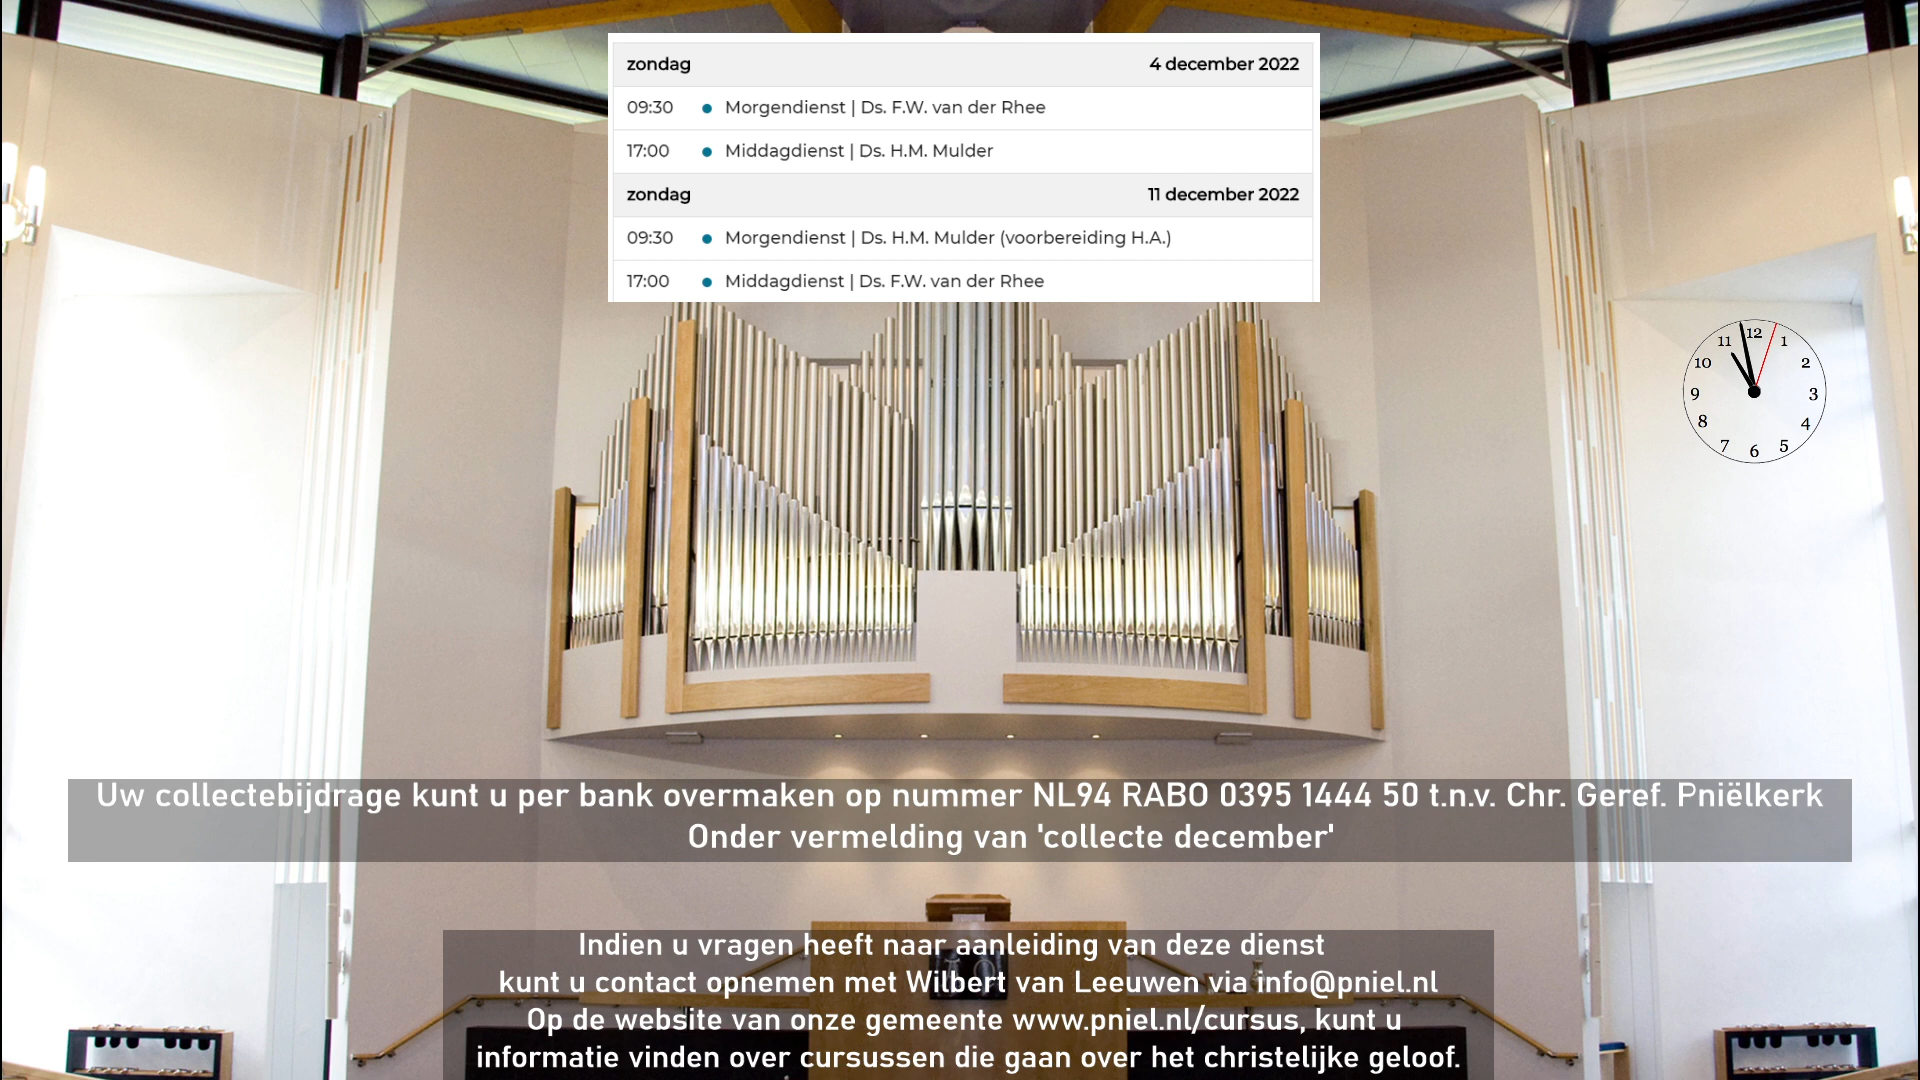 zondag 4 december 2022
09:30 Morgendienst | Ds. F.W. van der Rhee
17:00 Middagdienst | Ds. H.M. Mulder
zondag 11 december 2022
09:30 Morgendienst | Ds. H.M. Mulder (voorbereiding H.A.)
17:00 Middagdienst | Ds. F.W. van der Rhee
12
11 1
10 2
9 3
8 4
7 5
6
Uw collectebijdrage kunt u per bank overmaken op nummer NL94 RABO 0395 1444 50 t.n.v. Chr. Geref. Pniëlkerk
Onder vermelding van 'collecte december'
Indien u vragen heeft naar aanleiding van deze dienst
kunt u contact opnemen met Wilbert van Leeuwen via info@pniel.nl
Op de website van onze gemeente www.pniel.nl/cursus, kunt u
informatie vinden over cursussen die gaan over het christelijke geloof.